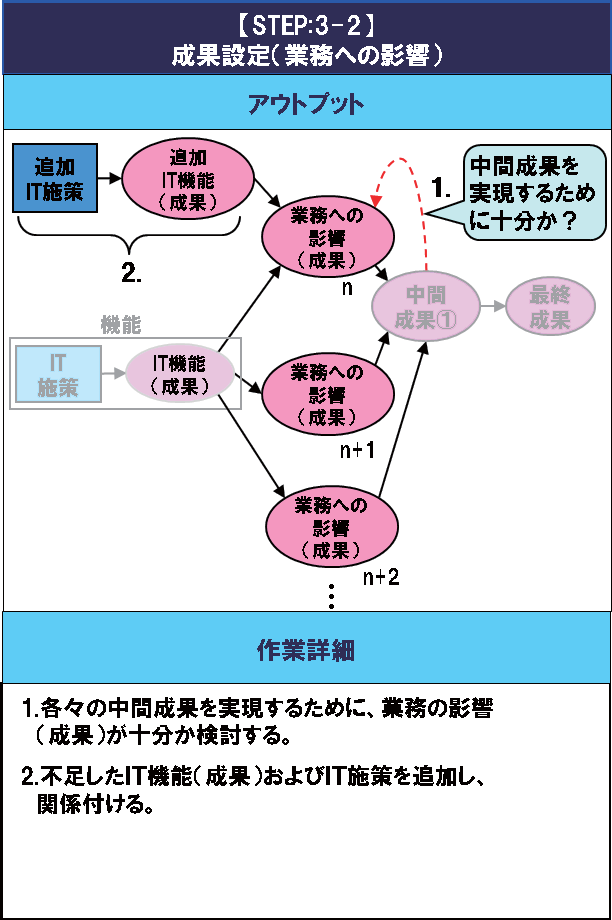 【STEP:3-2】
成果設定(業務への影響)
アウトプット
追加
IT施策
追加
IT機能
(成果)
1.
中間成果を
実現するため
に十分か？
業務への
影響
(成果)
n
2.
中間
成果①
最終
成果
機能
IT
施策
IT機能
(成果)
業務への
影響
(成果)
n+1
業務への
影響
(成果)
n+2
⋮
作業詳細
1.各々の中間成果を実現するために、業務の影響
(成果)が十分か検討する。
2.不足したIT機能(成果)およびIT施策を追加し、
関係付ける。